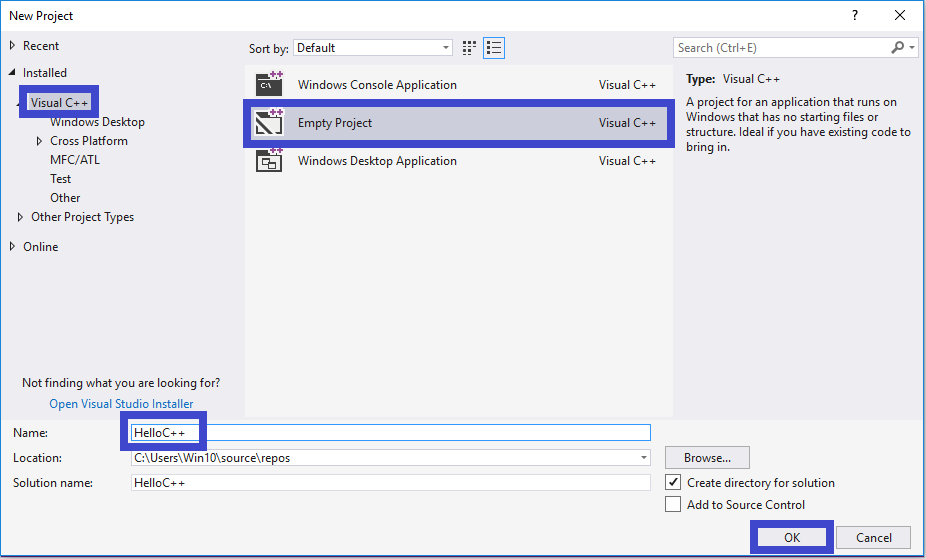 New Project
?
Recent
Installed
Visual C++
Windows Desktop
Cross Platform
MFC/ATL
Test
Other
Other Project Types
Online
Not finding what you are looking for?
Open Visual Studio Installer
Sort by: Default
Windows Console Application Visual C++
Empty Project Visual C++
Windows Desktop Application Visual C++
Search (Ctrl+E)
Type: Visual C++
A project for an application that runs on
Windows that has no starting files or
structure. Ideal if you have existing code to
bring in.
Name: HelloC++
Location: C:\Users\Win10\source\repos
Browse...
Solution name: HelloC++
Create directory for solution
Add to Source Control
OK Cancel